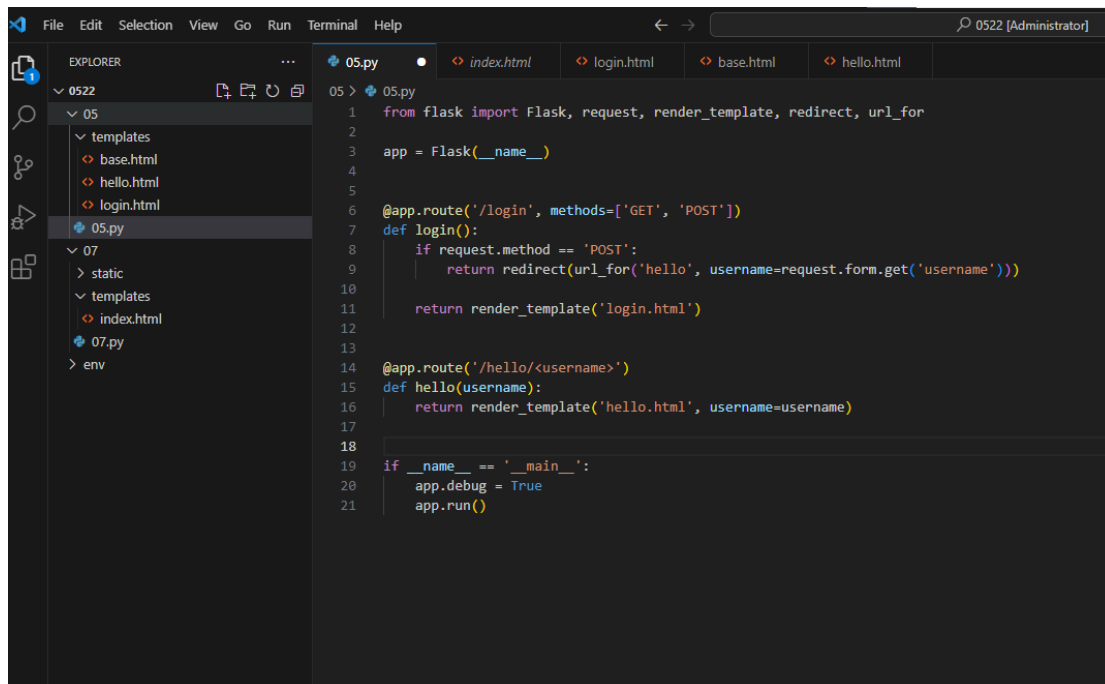 File Edit Selection View Go Run Terminal Help
0522 [Administrator]
1
EXPLORER
0522
05
templates
base.html
hello.html
login.html
05.py
07
static
templates
index.html
07.py
env
05.py
index.html
login.html
base.html
hello.html
05 > 05.py
1 from flask import Flask, request, render_template, redirect, url_for
2
3 app = Flask(__name__)
4
5
6 @app.route('/login', methods=['GET', 'POST'])
7 def login():
8     if request.method == 'POST':
9         return redirect(url_for('hello', username=request.form.get('username')))
10
11     return render_template('login.html')
12
13
14 @app.route('/hello/<username>')
15 def hello(username):
16     return render_template('hello.html', username=username)
17
18
19 if __name__ == '__main__':
20     app.debug = True
21     app.run()